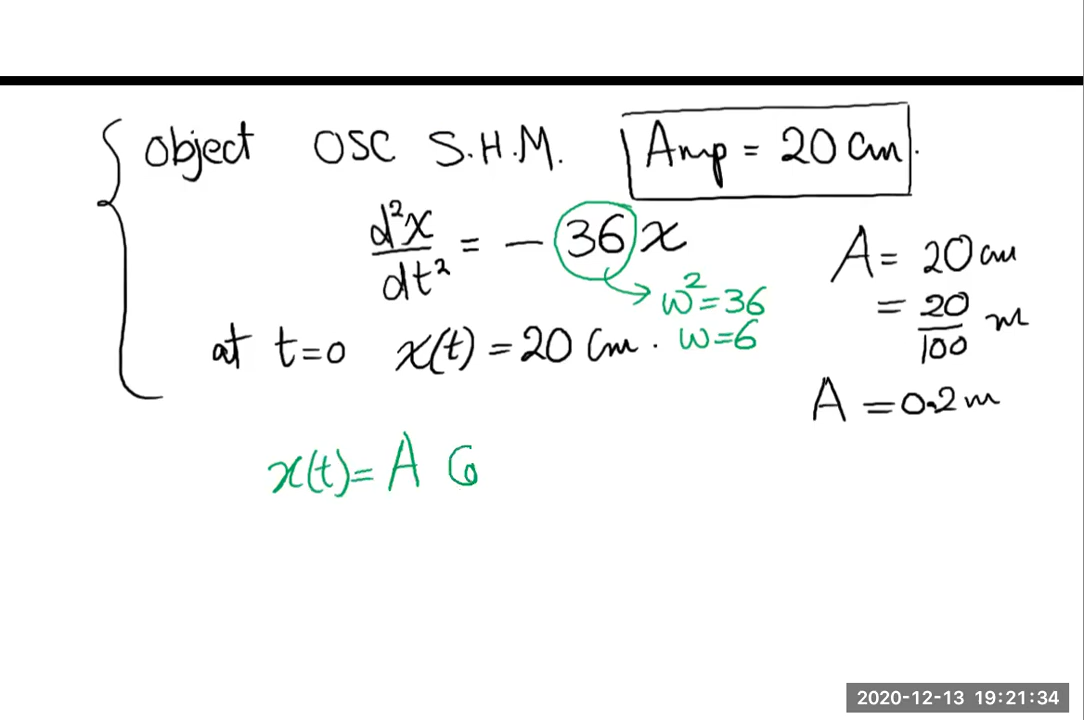 Object OSC S.H.M. Amp = 20 cm.
d²x/dt² = - 36 x
w² = 36
w = 6
at t=0 x(t) = 20 cm.
A = 20 cm
= 20/100 m
A = 0.2 m
x(t) = A Co
2020-12-13 19:21:34